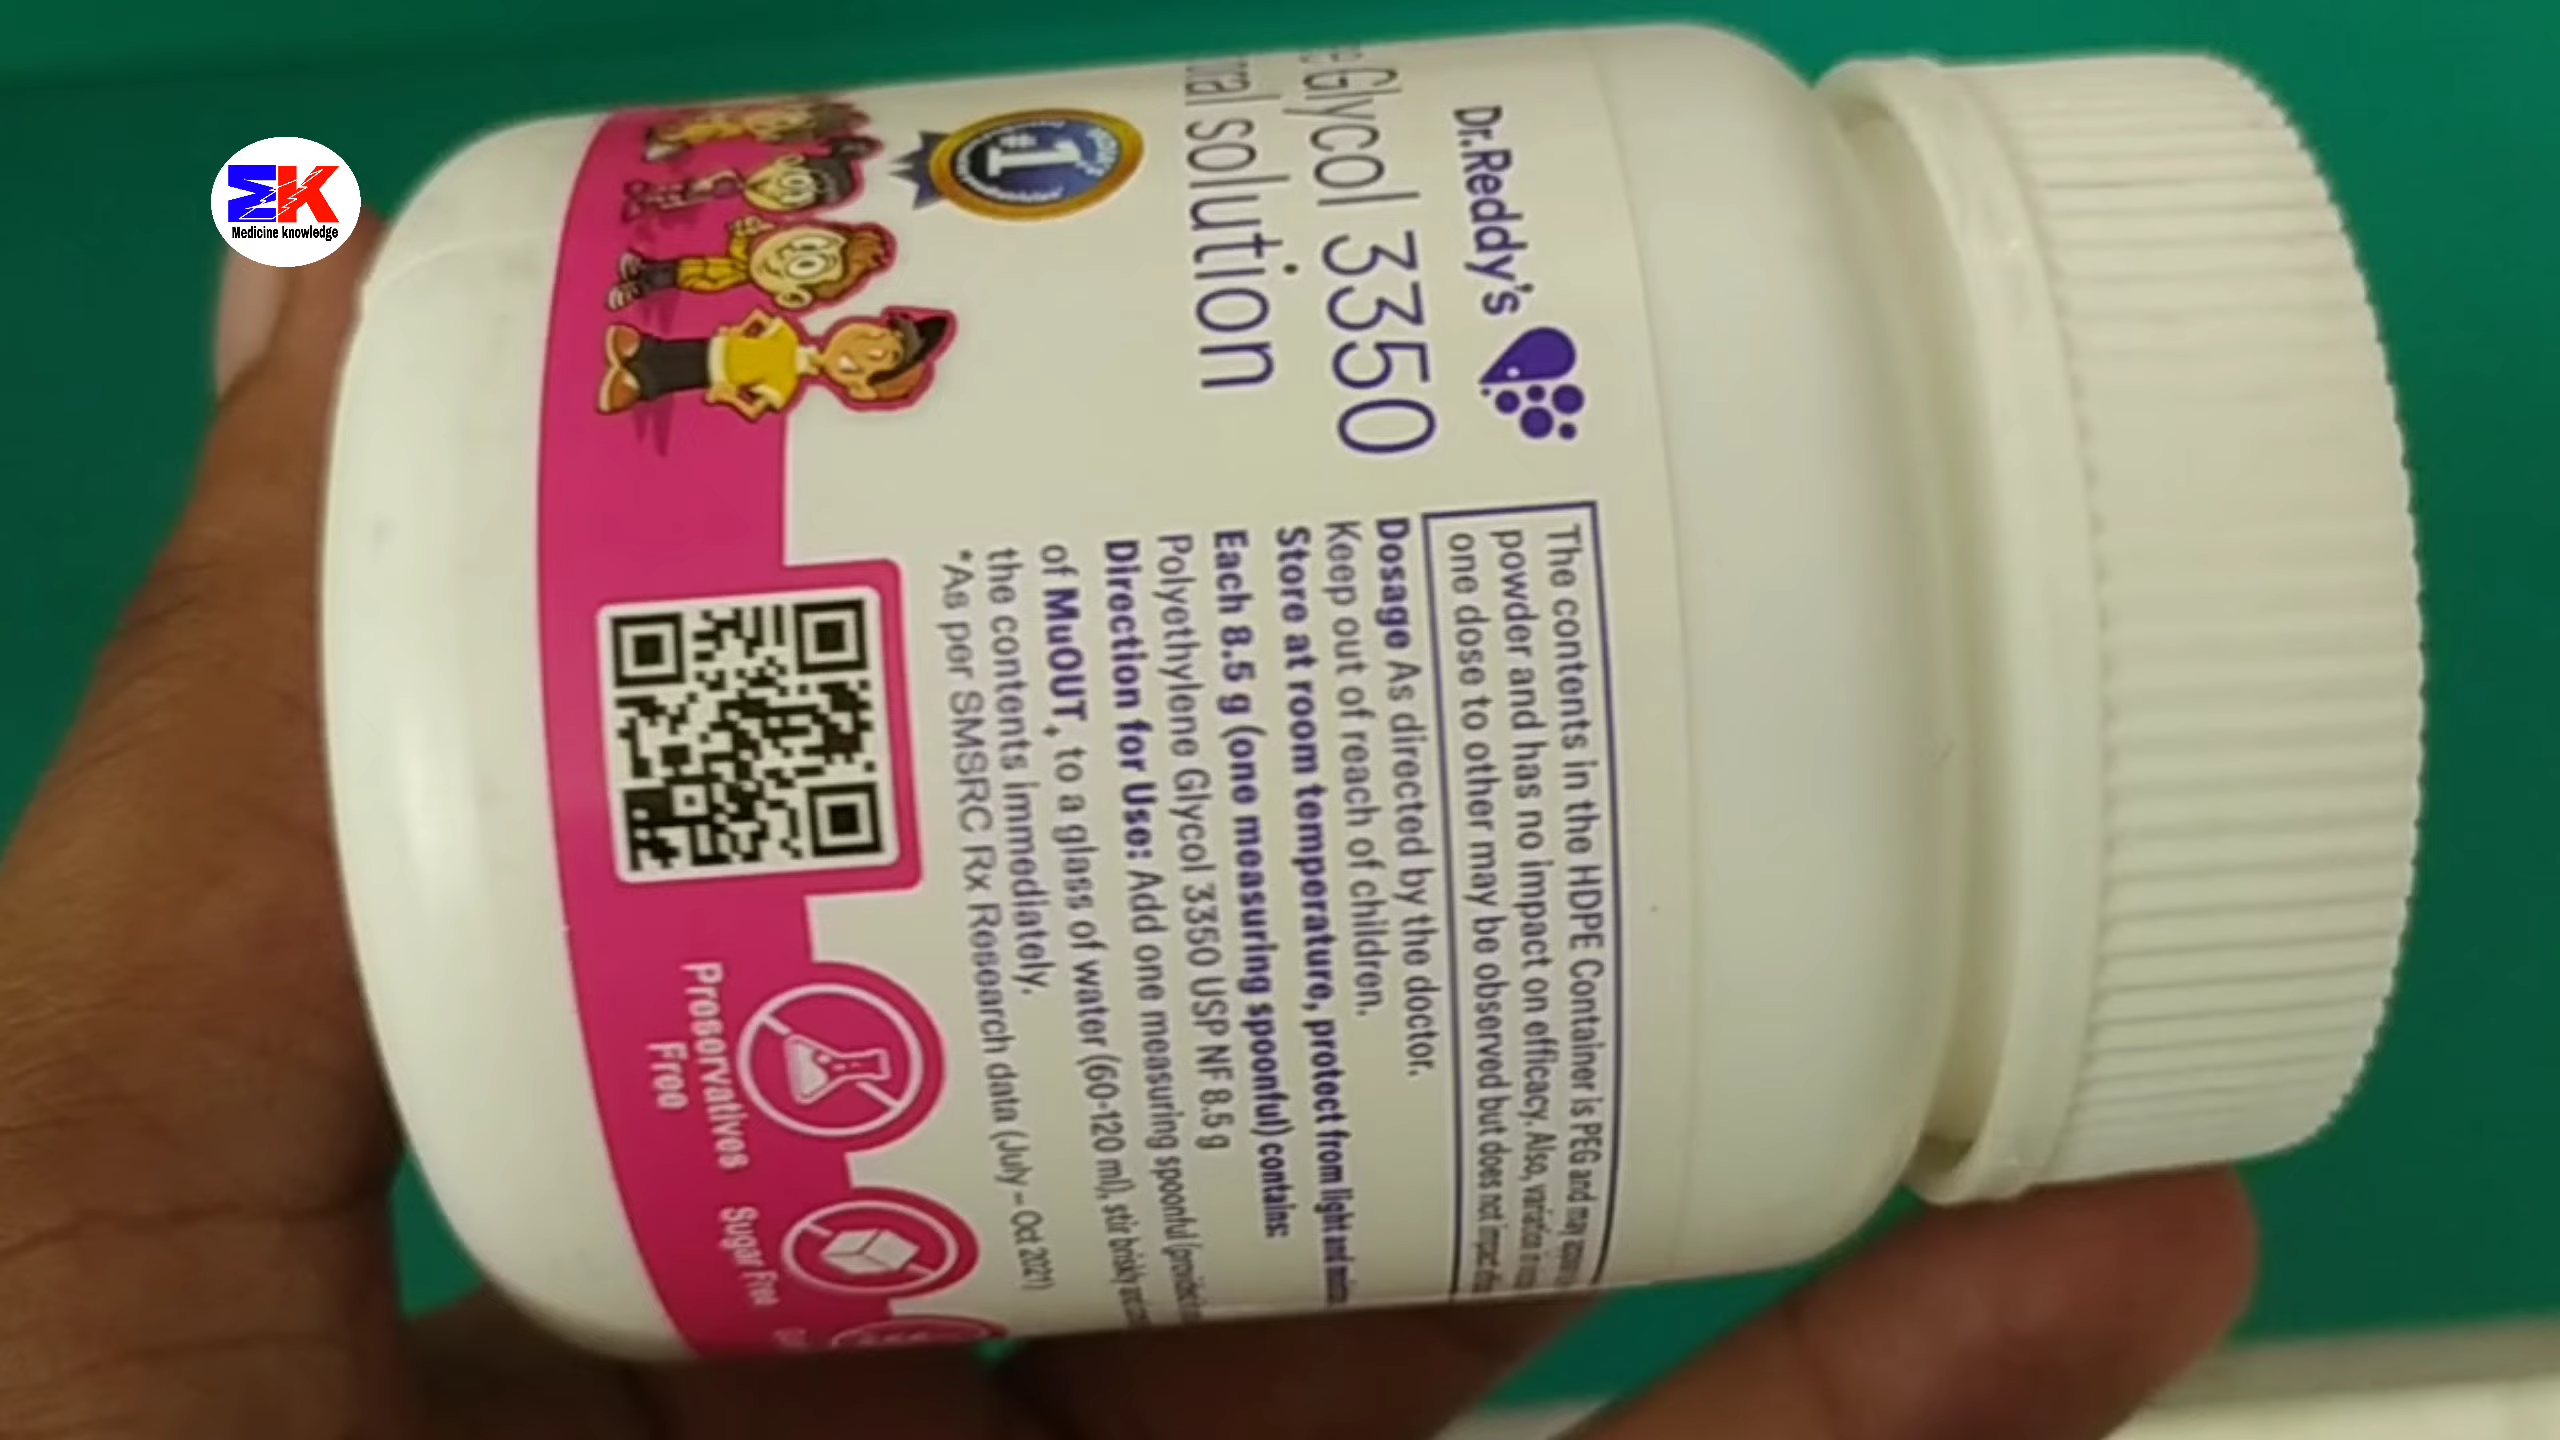 MK
Medicine knowledge
Dr.Reddy's
Glycol 3350
solution
#1
The contents in the HDPE Container is PEG and may
powder and has no impact on efficacy. Also, variation
one dose to other may be observed but does not impact
Dosage As directed by the doctor.
Keep out of reach of children.
Store at room temperature, protect from light and
Each 8.5 g (one measuring spoonful) contains:
Polyethylene Glycol 3350 USP NF 8.5 g
Direction for Use: Add one measuring spoonful (provided
of MuOUT, to a glass of water (60-120 ml), stir briskly and
the contents immediately.
*As per SMSRC Rx Research data (July – Oct 2021)
Preservatives
Free
Sugar Free